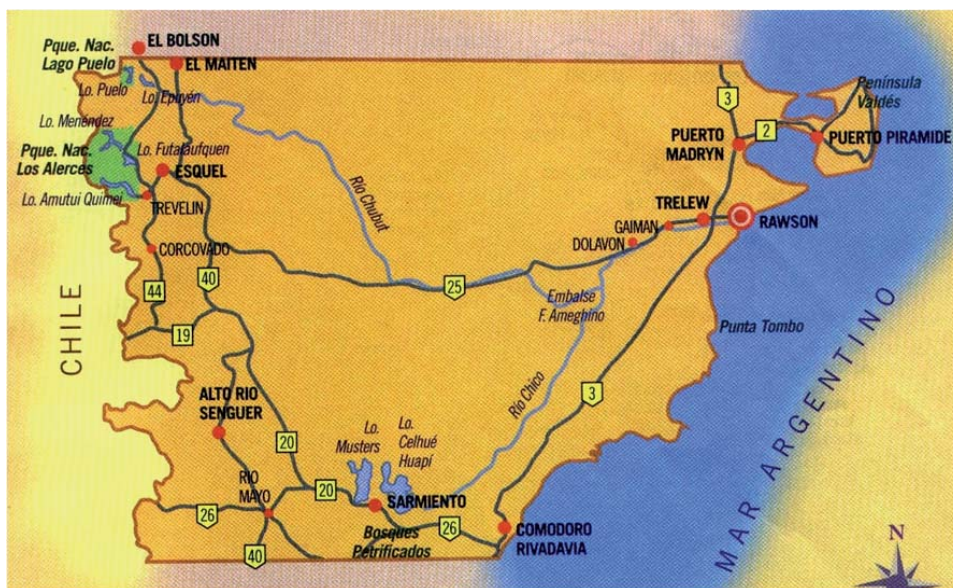 EL BOLSON
Pque. Nac.
Lago Puelo
EL MAITEN
Lo. Puelo
Lo. Epuyén
Península
Valdés
3
2
Lo. Menéndez
PUERTO
MADRYN
PUERTO PIRAMIDE
Pque. Nac.
Los Alerces
Lo. Futalaufquen
ESQUEL
Lo. Amutui Quimei
TREVELIN
Río Chubut
TRELEW
GAIMAN
RAWSON
DOLAVON
CORCOVADO
44
40
25
Embalse
F. Ameghino
CHILE
19
Punta Tombo
MAR ARGENTINO
Río Chico
3
ALTO RIO
SENGUER
20
Lo.
Musters
Lo.
Celhué
Huapí
RIO
MAYO
20
SARMIENTO
26
Bosques
Petrificados
26
COMODORO
RIVADAVIA
40
N